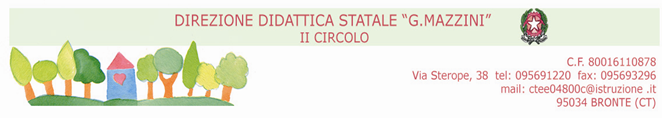 DIREZIONE DIDATTICA STATALE “G.MAZZINI”
II CIRCOLO
C.F. 80016110878
Via Sterope, 38 tel: 095691220 fax: 095693296
mail: ctee04800c@istruzione .it
95034 BRONTE (CT)